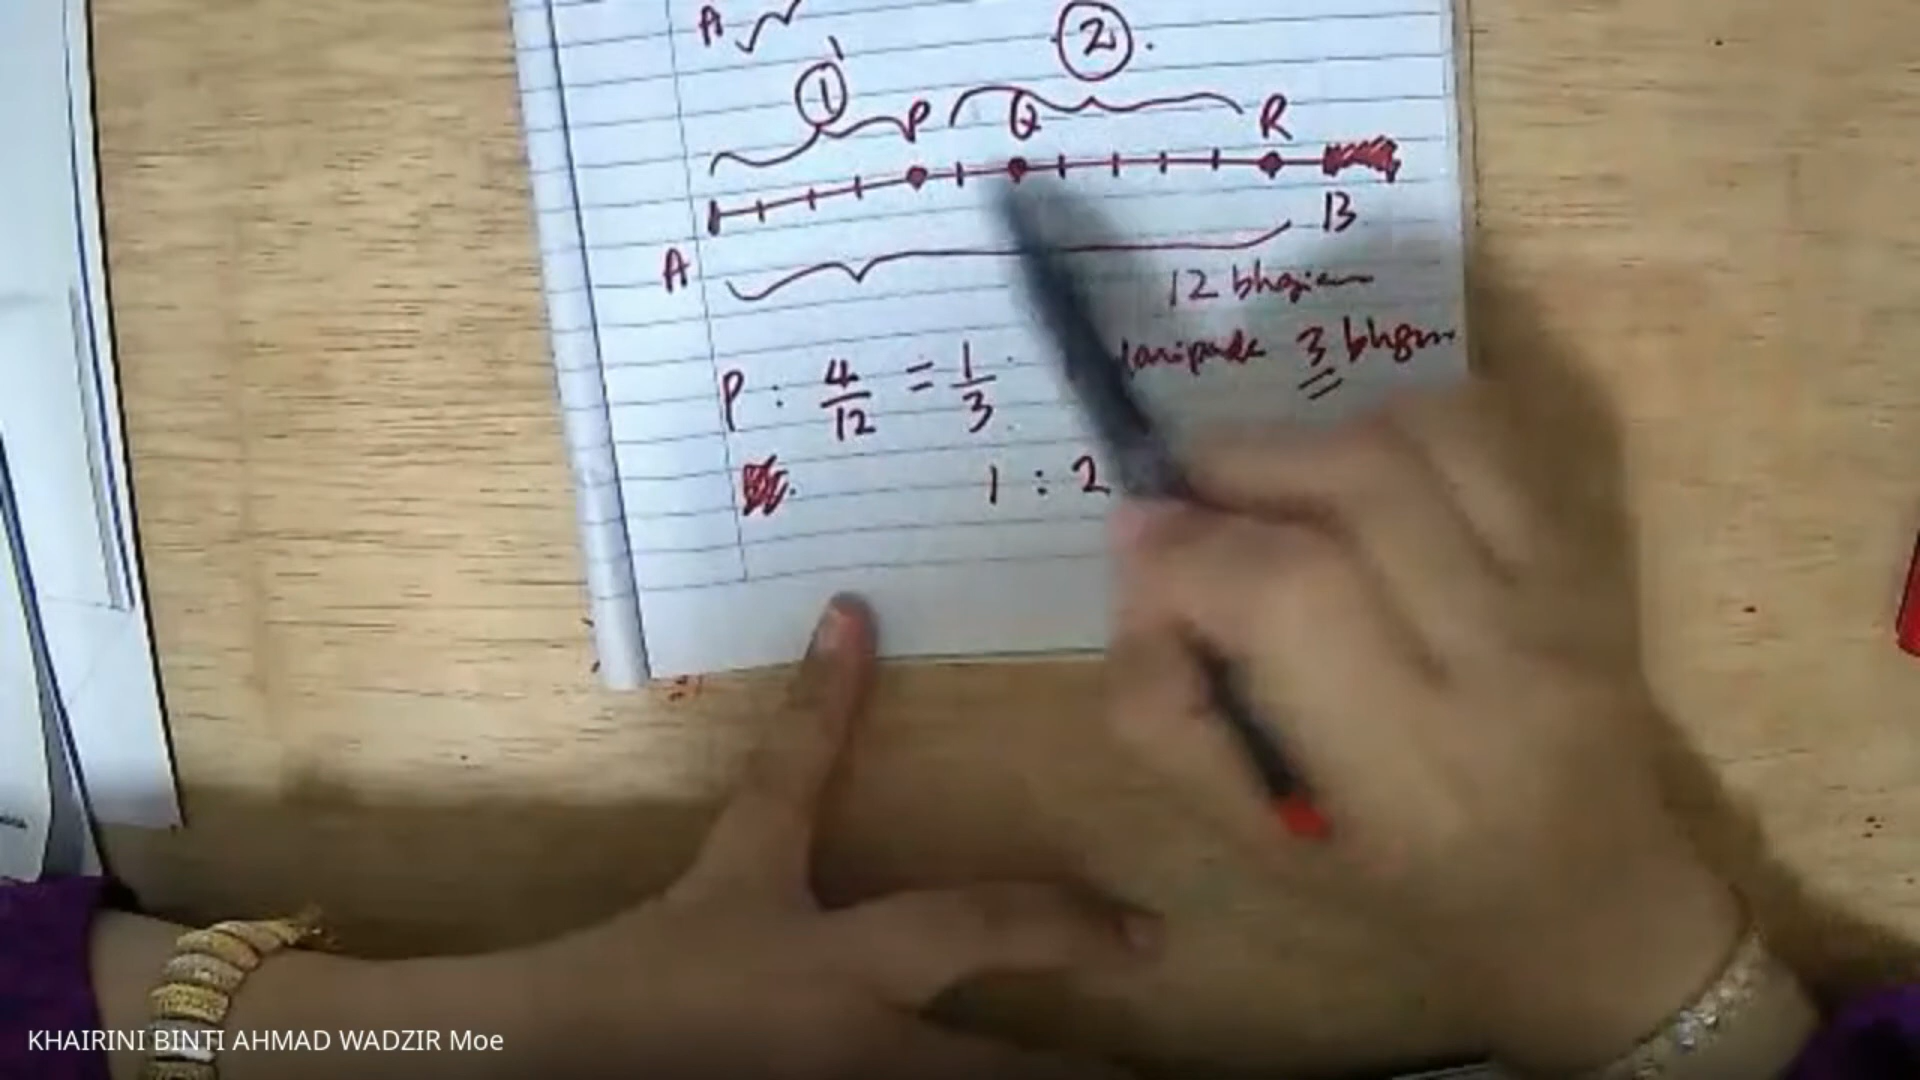 A
2
1
P Q R
B
A
12 bhgian
daripada 3 bhgn
P : 4/12 = 1/3
1 : 2
KHAIRINI BINTI AHMAD WADZIR Moe